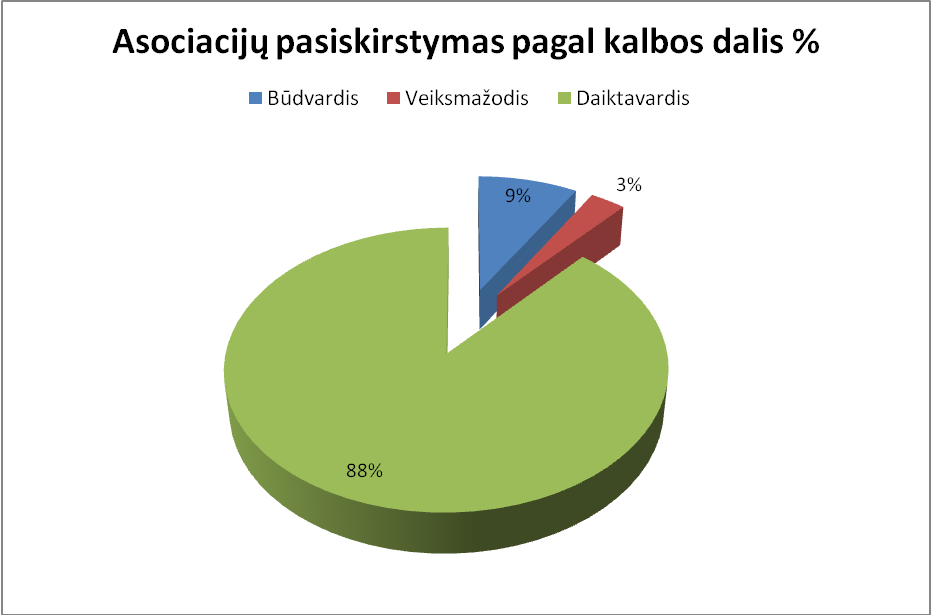 Asociacijų pasiskirstymas pagal kalbos dalis %
Būdvardis Veiksmažodis Daiktavardis
9%
3%
88%